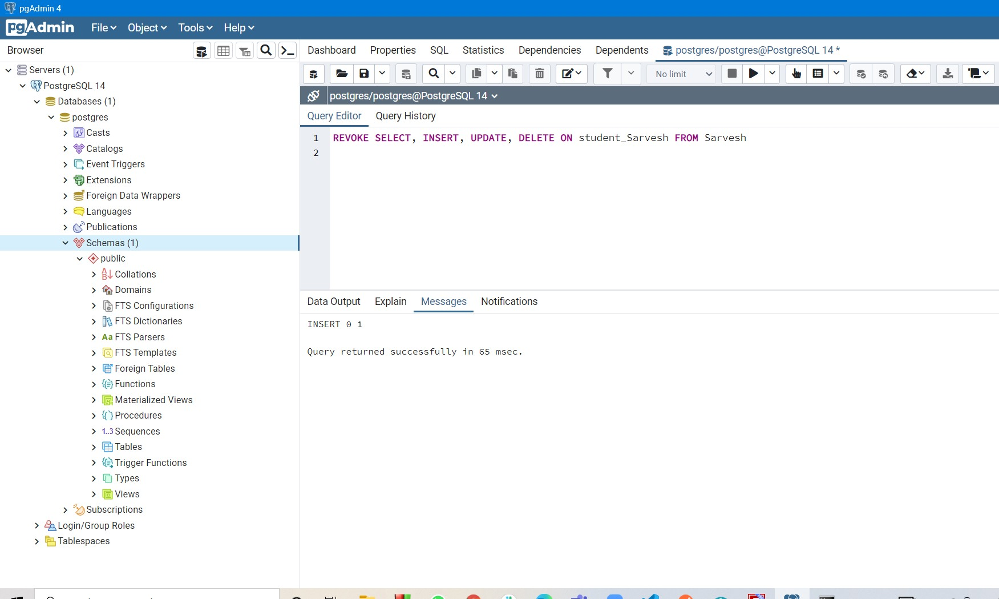 pgAdmin 4
pgAdmin File Object Tools Help
Browser
Dashboard Properties SQL Statistics Dependencies Dependents postgres/postgres@PostgreSQL 14 *
No limit
postgres/postgres@PostgreSQL 14
Query Editor Query History
1 REVOKE SELECT, INSERT, UPDATE, DELETE ON student_Sarvesh FROM Sarvesh
2
Servers (1)
PostgreSQL 14
Databases (1)
postgres
Casts
Catalogs
Event Triggers
Extensions
Foreign Data Wrappers
Languages
Publications
Schemas (1)
public
A
B Collations
Domains
FTS Configurations
FTS Dictionaries
Aa FTS Parsers
FTS Templates
Foreign Tables
Functions
Materialized Views
Procedures
1..3 Sequences
Tables
Trigger Functions
Types
Views
Subscriptions
Login/Group Roles
Tablespaces
Data Output Explain Messages Notifications
INSERT 0 1
Query returned successfully in 65 msec.